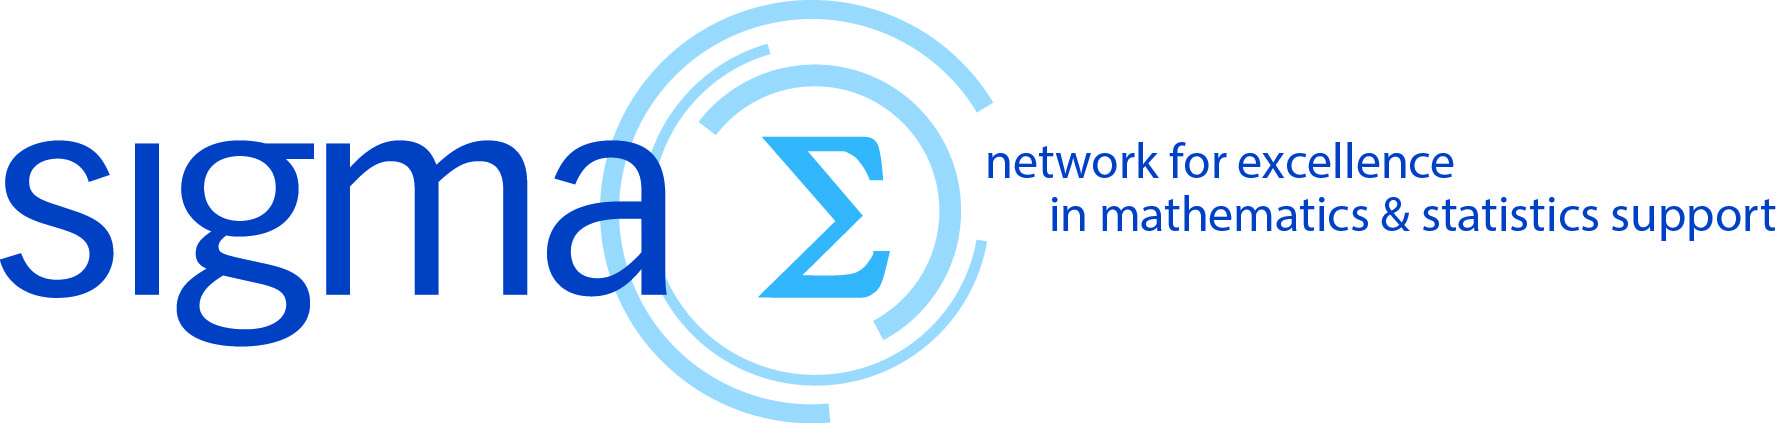 sigma Σ
network for excellence
in mathematics & statistics support